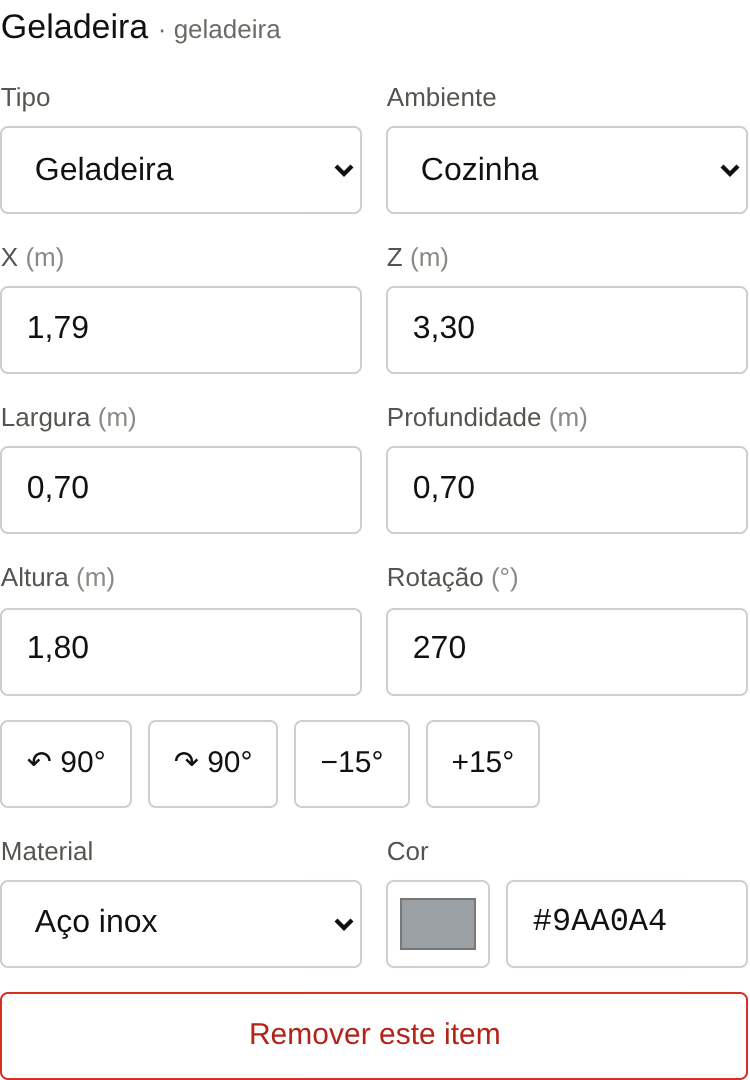 Geladeira · geladeira
Tipo Ambiente
Geladeira Cozinha
X (m) Z (m)
1,79 3,30
Largura (m) Profundidade (m)
0,70 0,70
Altura (m) Rotação (°)
1,80 270
↶ 90° ↷ 90° −15° +15°
Material Cor
Aço inox #9AA0A4
Remover este item